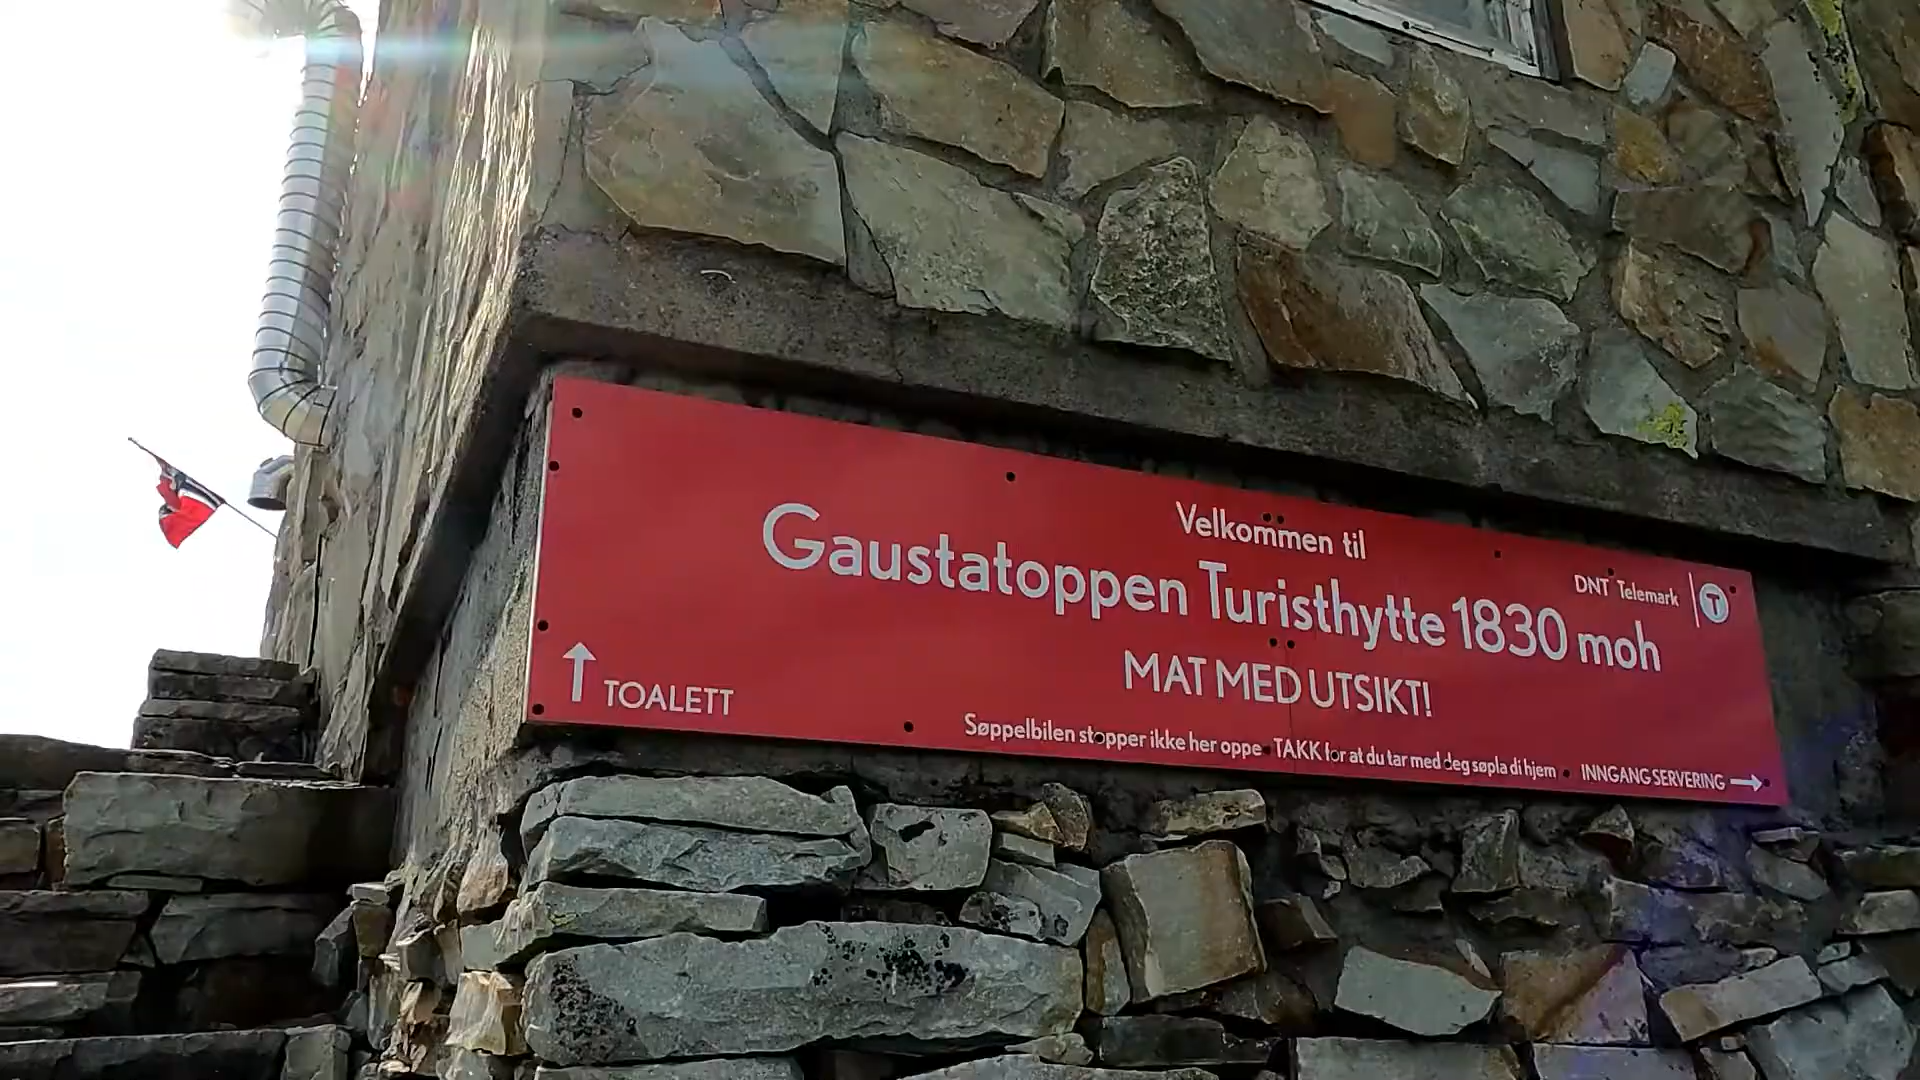 Velkommen til
Gaustatoppen Turisthytte 1830 moh
DNT Telemark T
MAT MED UTSIKT!
↑ TOALETT
Søppelbilen stopper ikke her oppe • TAKK for at du tar med deg søpla di hjem •
INNGANG SERVERING →